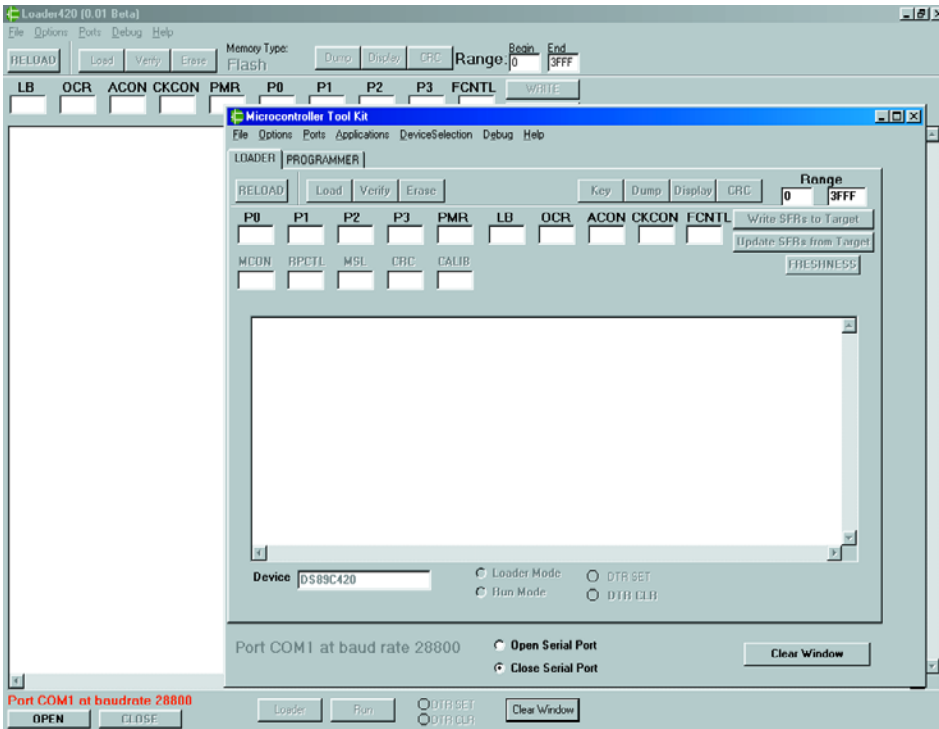 Loader420 (0.01 Beta)
File Options Ports Debug Help
RELOAD Load Verify Erase Memory Type: Flash Dump Display CRC Range: Begin 0 End 3FFF
LB OCR ACON CKCON PMR P0 P1 P2 P3 FCNTL WRITE
Microcontroller Tool Kit
File Options Ports Applications DeviceSelection Debug Help
LOADER PROGRAMMER
RELOAD Load Verify Erase Key Dump Display CRC Range 0 3FFF
P0 P1 P2 P3 PMR LB OCR ACON CKCON FCNTL Write SFRs to Target
Update SFRs from Target
MCON RPCTL MSL CRC CALIB FRESHNESS
Device DS89C420 Loader Mode DTR SET
Run Mode DTR CLR
Port COM1 at baud rate 28800 Open Serial Port
Close Serial Port
Clear Window
Port COM1 at baudrate 28800
OPEN CLOSE Loader Run DTR SET
DTR CLR
Clear Window